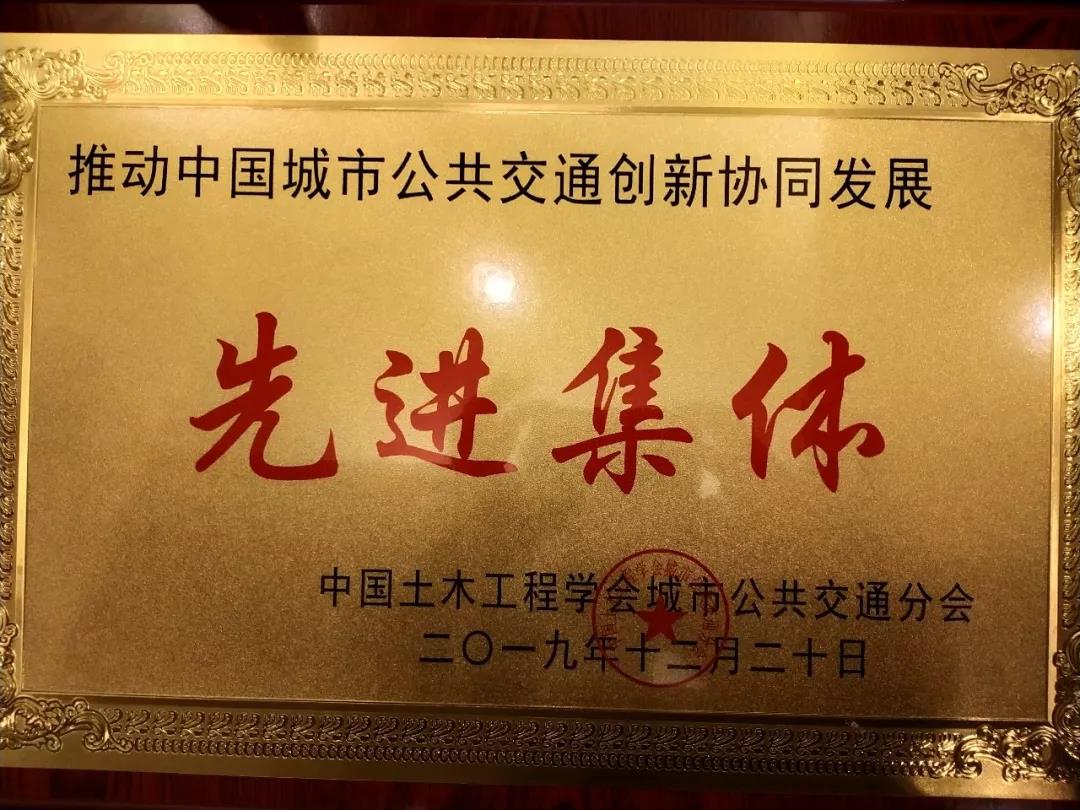 推动中国城市公共交通创新协同发展
先进集体
中国土木工程学会城市公共交通分会
二〇一九年十二月二十日